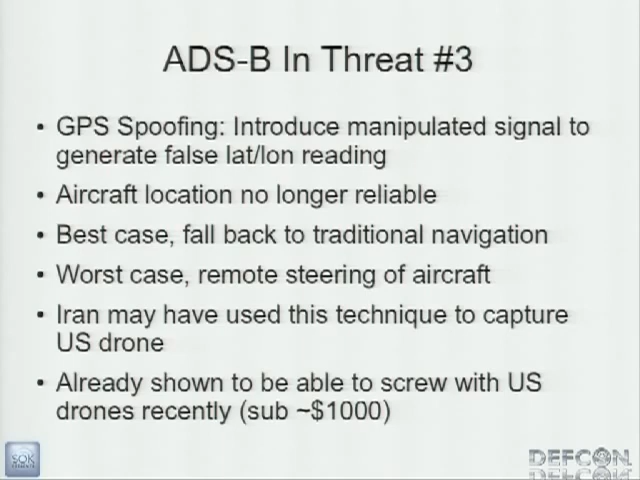 ADS-B In Threat #3
• GPS Spoofing: Introduce manipulated signal to
generate false lat/lon reading
• Aircraft location no longer reliable
• Best case, fall back to traditional navigation
• Worst case, remote steering of aircraft
• Iran may have used this technique to capture
US drone
• Already shown to be able to screw with US
drones recently (sub ~$1000)
SOK
DEFCON